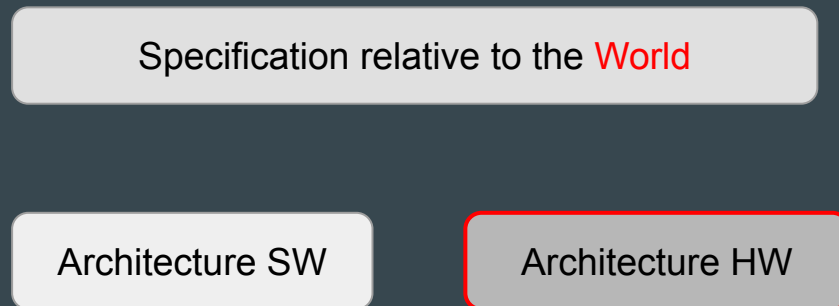 Specification relative to the World
Architecture SW
Architecture HW